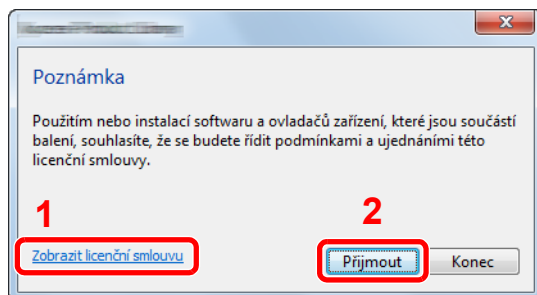 Poznámka
Použitím nebo instalací softwaru a ovladačů zařízení, které jsou součástí
balení, souhlasíte, že se budete řídit podmínkami a ujednáními této
licenční smlouvy.
1
2
Zobrazit licenční smlouvu
Přijmout
Konec